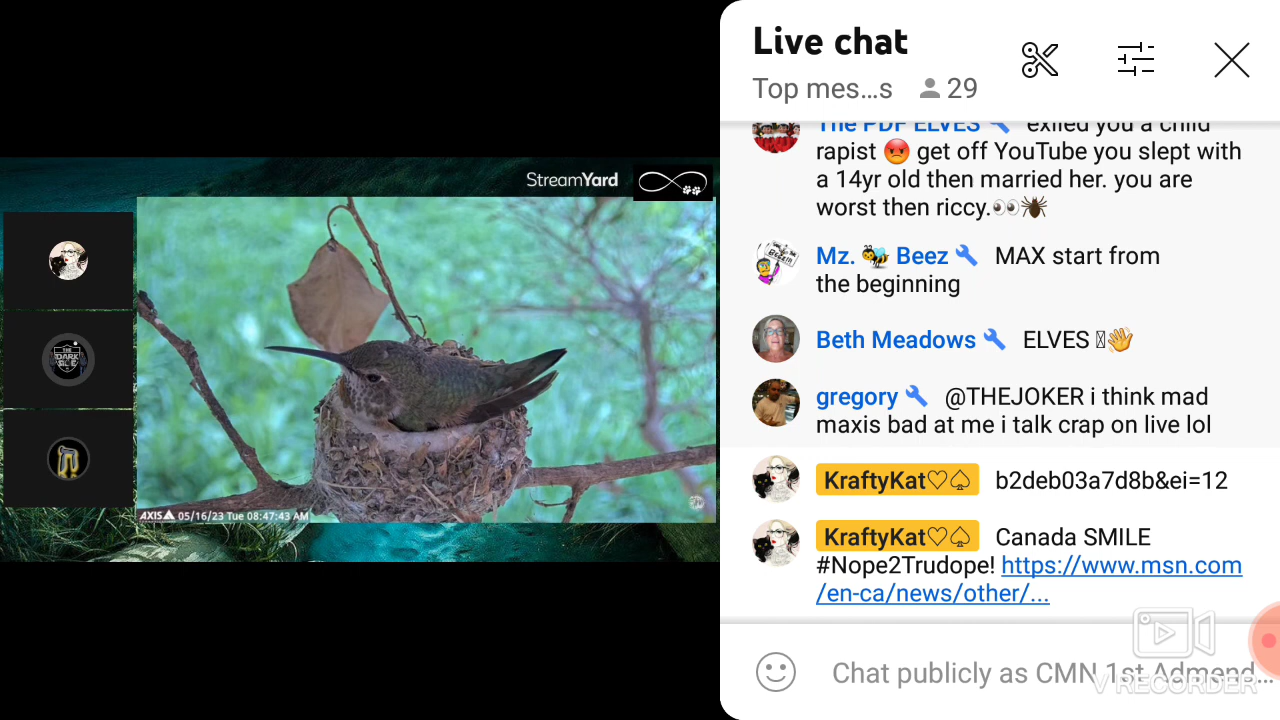 StreamYard
THE
DARK
AXIS 05/16/23 Tue 08:47:43 AM
Live chat
Top mes...s 29
The PDF ELVES exiled you a child
rapist 😡 get off YouTube you slept with
a 14yr old then married her. you are
worst then riccy.👀🕷
Mz. 🐝 Beez MAX start from
the beginning
Beth Meadows ELVES 👋
gregory @THEJOKER i think mad
maxis bad at me i talk crap on live lol
KraftyKat♡♤ b2deb03a7d8b&ei=12
KraftyKat♡♤ Canada SMILE
#Nope2Trudope! https://www.msn.com
/en-ca/news/other/...
Chat publicly as CMN 1st Admend...
V RECORDER